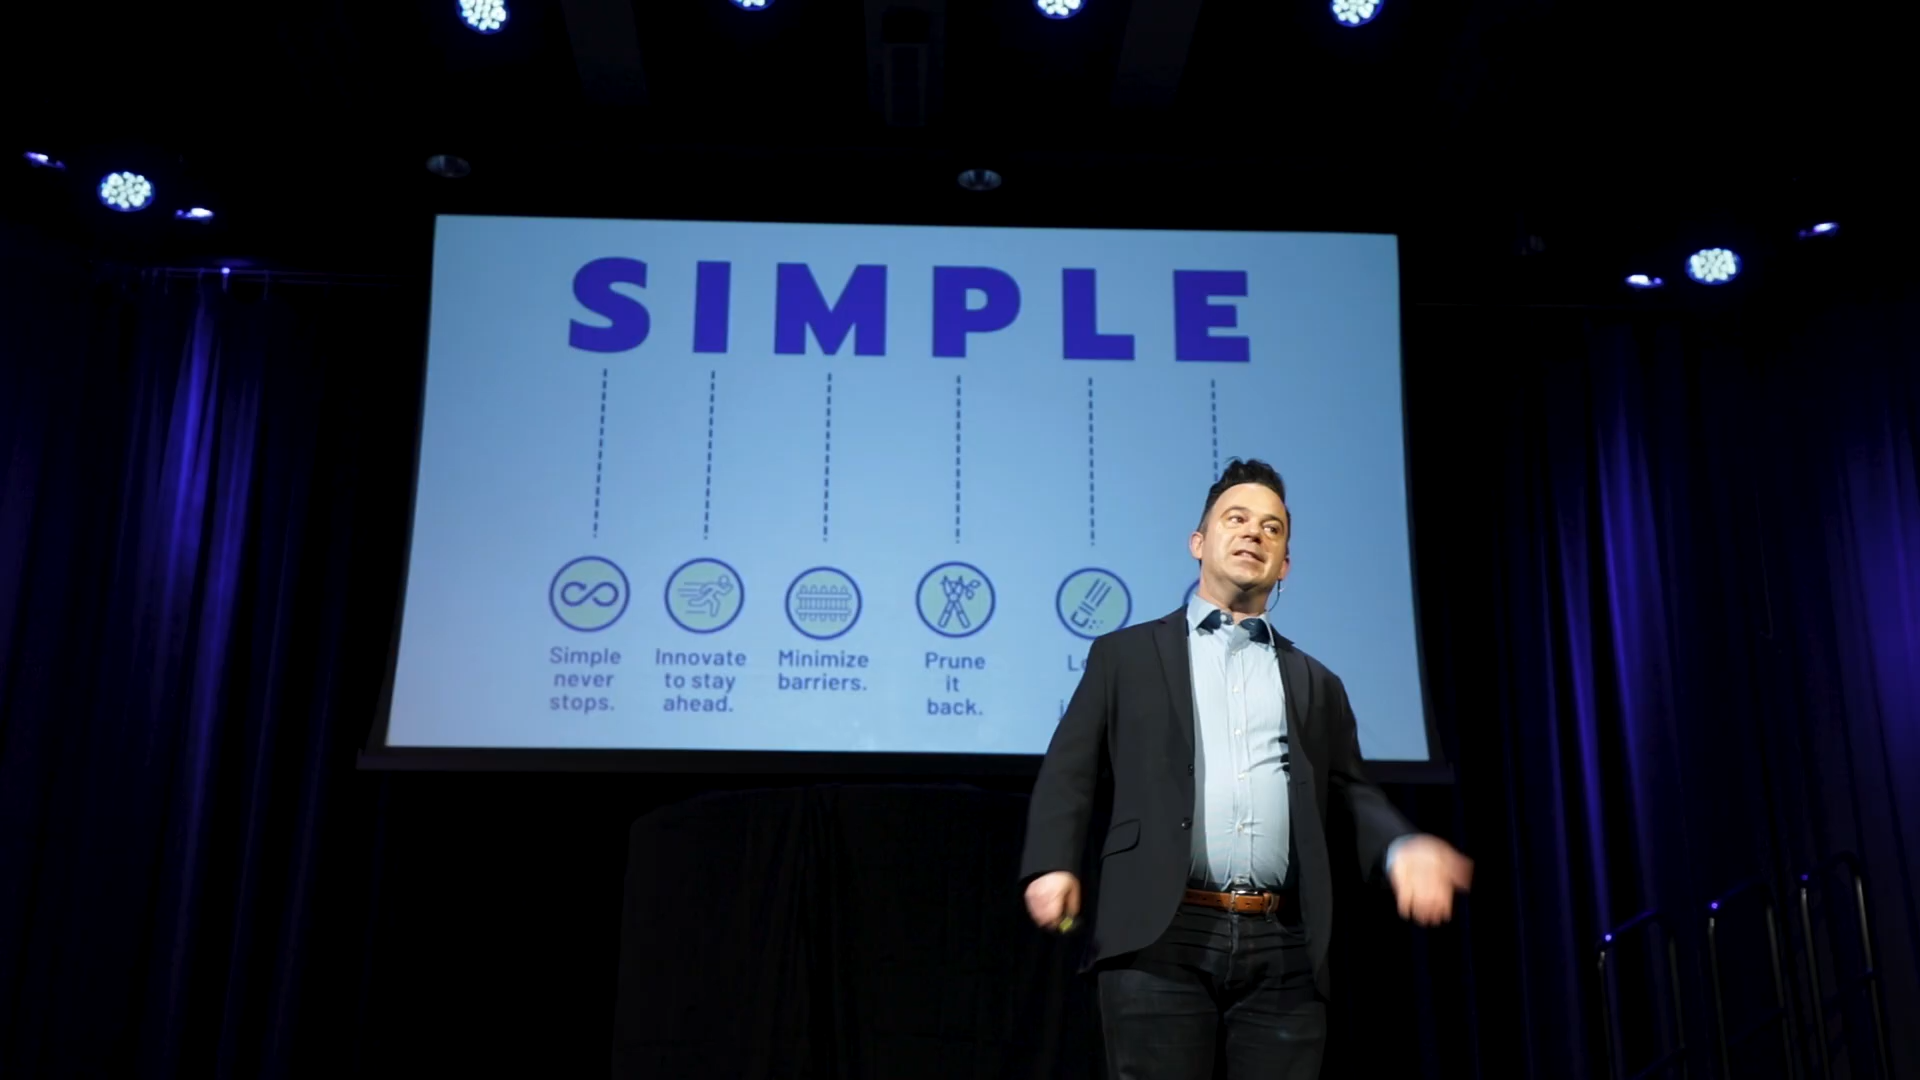 SIMPLE
Simple
never
stops.
Innovate
to stay
ahead.
Minimize
barriers.
Prune
it
back.